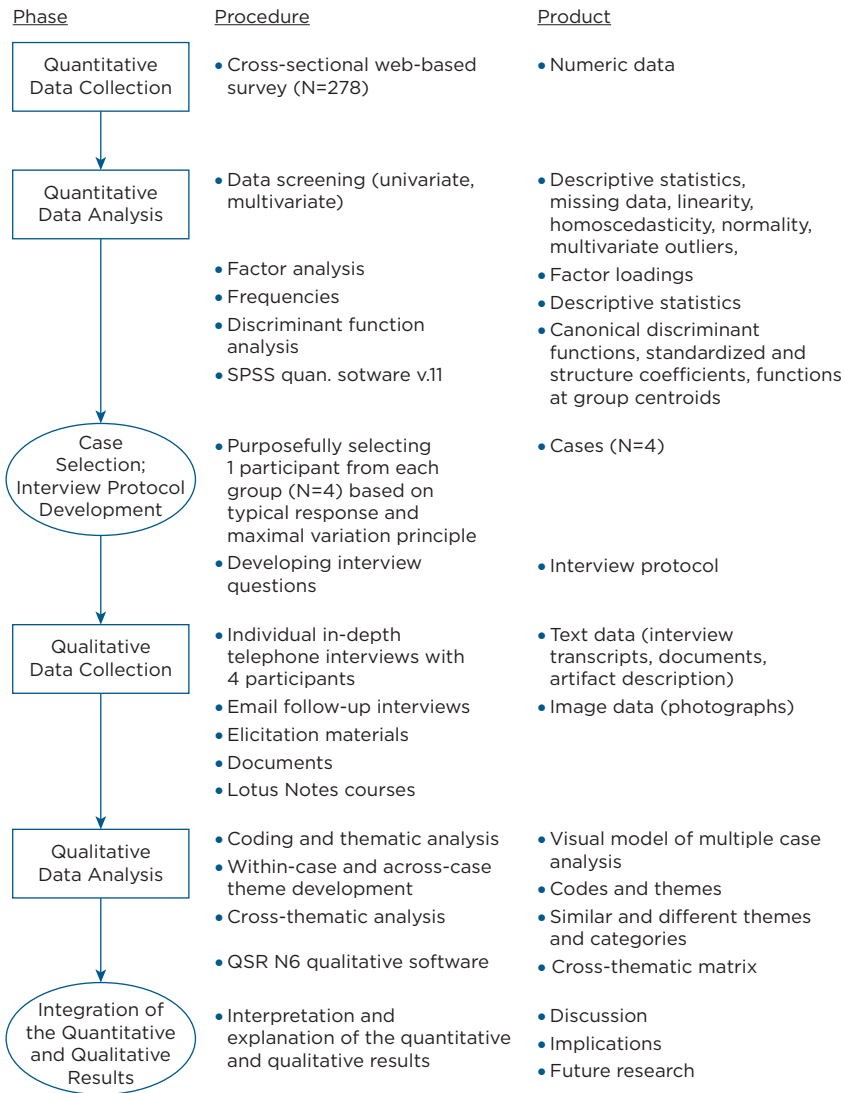 Phase
Procedure
Product
Quantitative
Data Collection
• Cross-sectional web-based
survey (N=278)
• Numeric data
Quantitative
Data Analysis
• Data screening (univariate,
multivariate)
• Factor analysis
• Frequencies
• Discriminant function
analysis
• SPSS quan. sotware v.11
• Descriptive statistics,
missing data, linearity,
homoscedasticity, normality,
multivariate outliers,
• Factor loadings
• Descriptive statistics
• Canonical discriminant
functions, standardized and
structure coefficients, functions
at group centroids
Case
Selection;
Interview Protocol
Development
• Purposefully selecting
1 participant from each
group (N=4) based on
typical response and
maximal variation principle
• Developing interview
questions
• Cases (N=4)
• Interview protocol
Qualitative
Data Collection
• Individual in-depth
telephone interviews with
4 participants
• Email follow-up interviews
• Elicitation materials
• Documents
• Lotus Notes courses
• Text data (interview
transcripts, documents,
artifact description)
• Image data (photographs)
Qualitative
Data Analysis
• Coding and thematic analysis
• Within-case and across-case
theme development
• Cross-thematic analysis
• QSR N6 qualitative software
• Visual model of multiple case
analysis
• Codes and themes
• Similar and different themes
and categories
• Cross-thematic matrix
Integration of
the Quantitative
and Qualitative
Results
• Interpretation and
explanation of the quantitative
and qualitative results
• Discussion
• Implications
• Future research